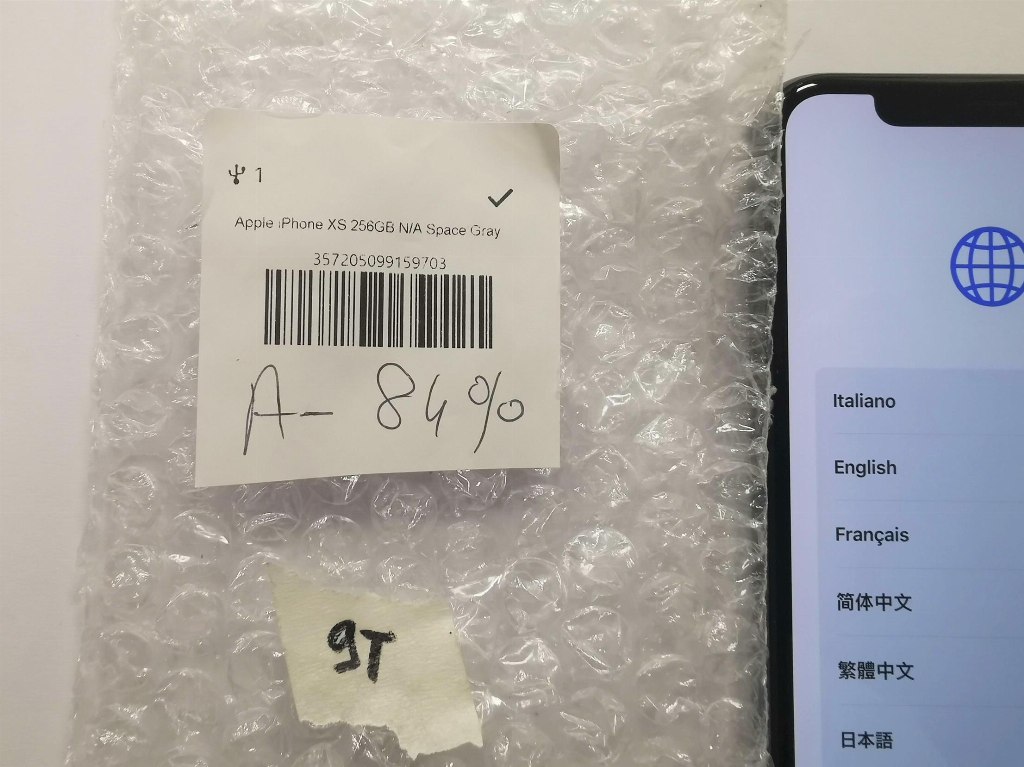 1
Apple iPhone XS 256GB N/A Space Gray
357205099159703
A- 84%
9T
Italiano
English
Français
简体中文
繁體中文
日本語